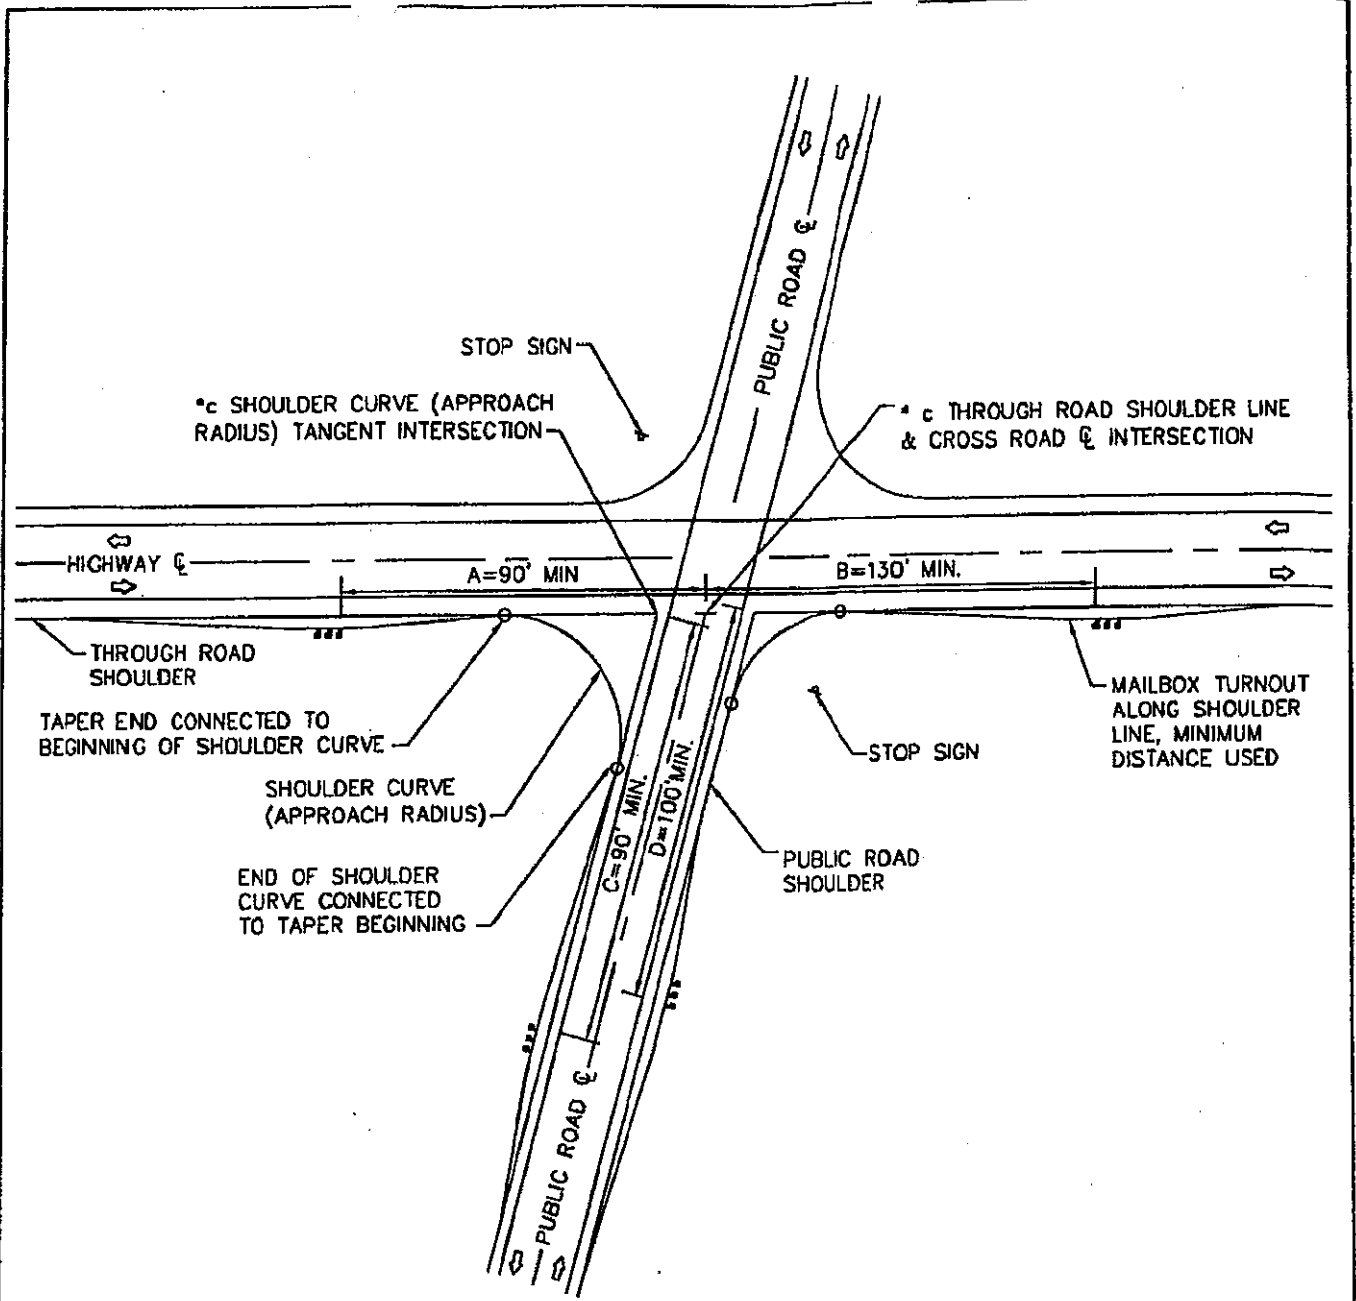 PUBLIC ROAD ℄
STOP SIGN
*c SHOULDER CURVE (APPROACH
RADIUS) TANGENT INTERSECTION
* c THROUGH ROAD SHOULDER LINE
& CROSS ROAD ℄ INTERSECTION
HIGHWAY ℄
A=90' MIN
B=130' MIN.
THROUGH ROAD
SHOULDER
TAPER END CONNECTED TO
BEGINNING OF SHOULDER CURVE
SHOULDER CURVE
(APPROACH RADIUS)
END OF SHOULDER
CURVE CONNECTED
TO TAPER BEGINNING
C=90' MIN.
D=100'MIN.
MAILBOX TURNOUT
ALONG SHOULDER
LINE, MINIMUM
DISTANCE USED
STOP SIGN
PUBLIC ROAD
SHOULDER
PUBLIC ROAD ℄